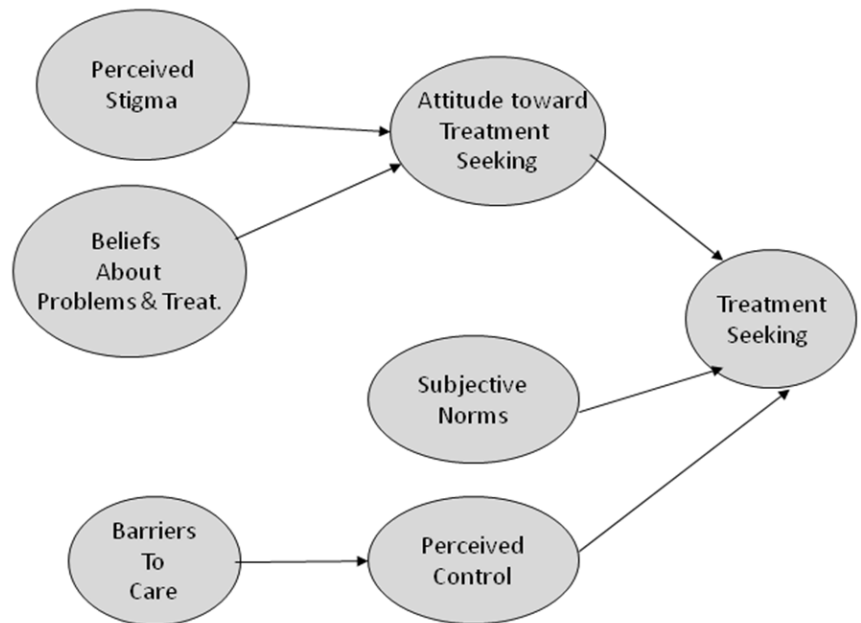 Perceived
Stigma
Attitude toward
Treatment
Seeking
Beliefs
About
Problems & Treat.
Treatment
Seeking
Subjective
Norms
Barriers
To
Care
Perceived
Control